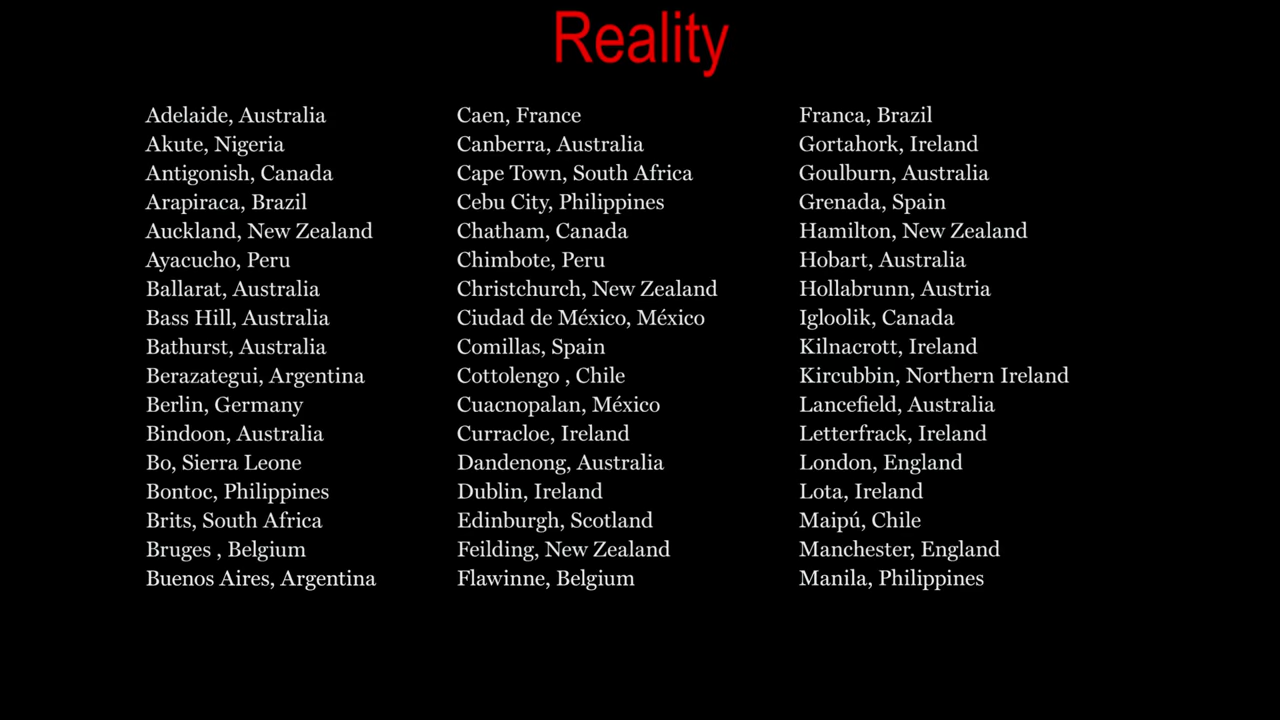 Reality
Adelaide, Australia
Akute, Nigeria
Antigonish, Canada
Arapiraca, Brazil
Auckland, New Zealand
Ayacucho, Peru
Ballarat, Australia
Bass Hill, Australia
Bathurst, Australia
Berazategui, Argentina
Berlin, Germany
Bindoon, Australia
Bo, Sierra Leone
Bontoc, Philippines
Brits, South Africa
Bruges , Belgium
Buenos Aires, Argentina
Caen, France
Canberra, Australia
Cape Town, South Africa
Cebu City, Philippines
Chatham, Canada
Chimbote, Peru
Christchurch, New Zealand
Ciudad de México, México
Comillas, Spain
Cottolengo , Chile
Cuacnopalan, México
Curracloe, Ireland
Dandenong, Australia
Dublin, Ireland
Edinburgh, Scotland
Feilding, New Zealand
Flawinne, Belgium
Franca, Brazil
Gortahork, Ireland
Goulburn, Australia
Grenada, Spain
Hamilton, New Zealand
Hobart, Australia
Hollabrunn, Austria
Igloolik, Canada
Kilnacrott, Ireland
Kircubbin, Northern Ireland
Lancefield, Australia
Letterfrack, Ireland
London, England
Lota, Ireland
Maipú, Chile
Manchester, England
Manila, Philippines